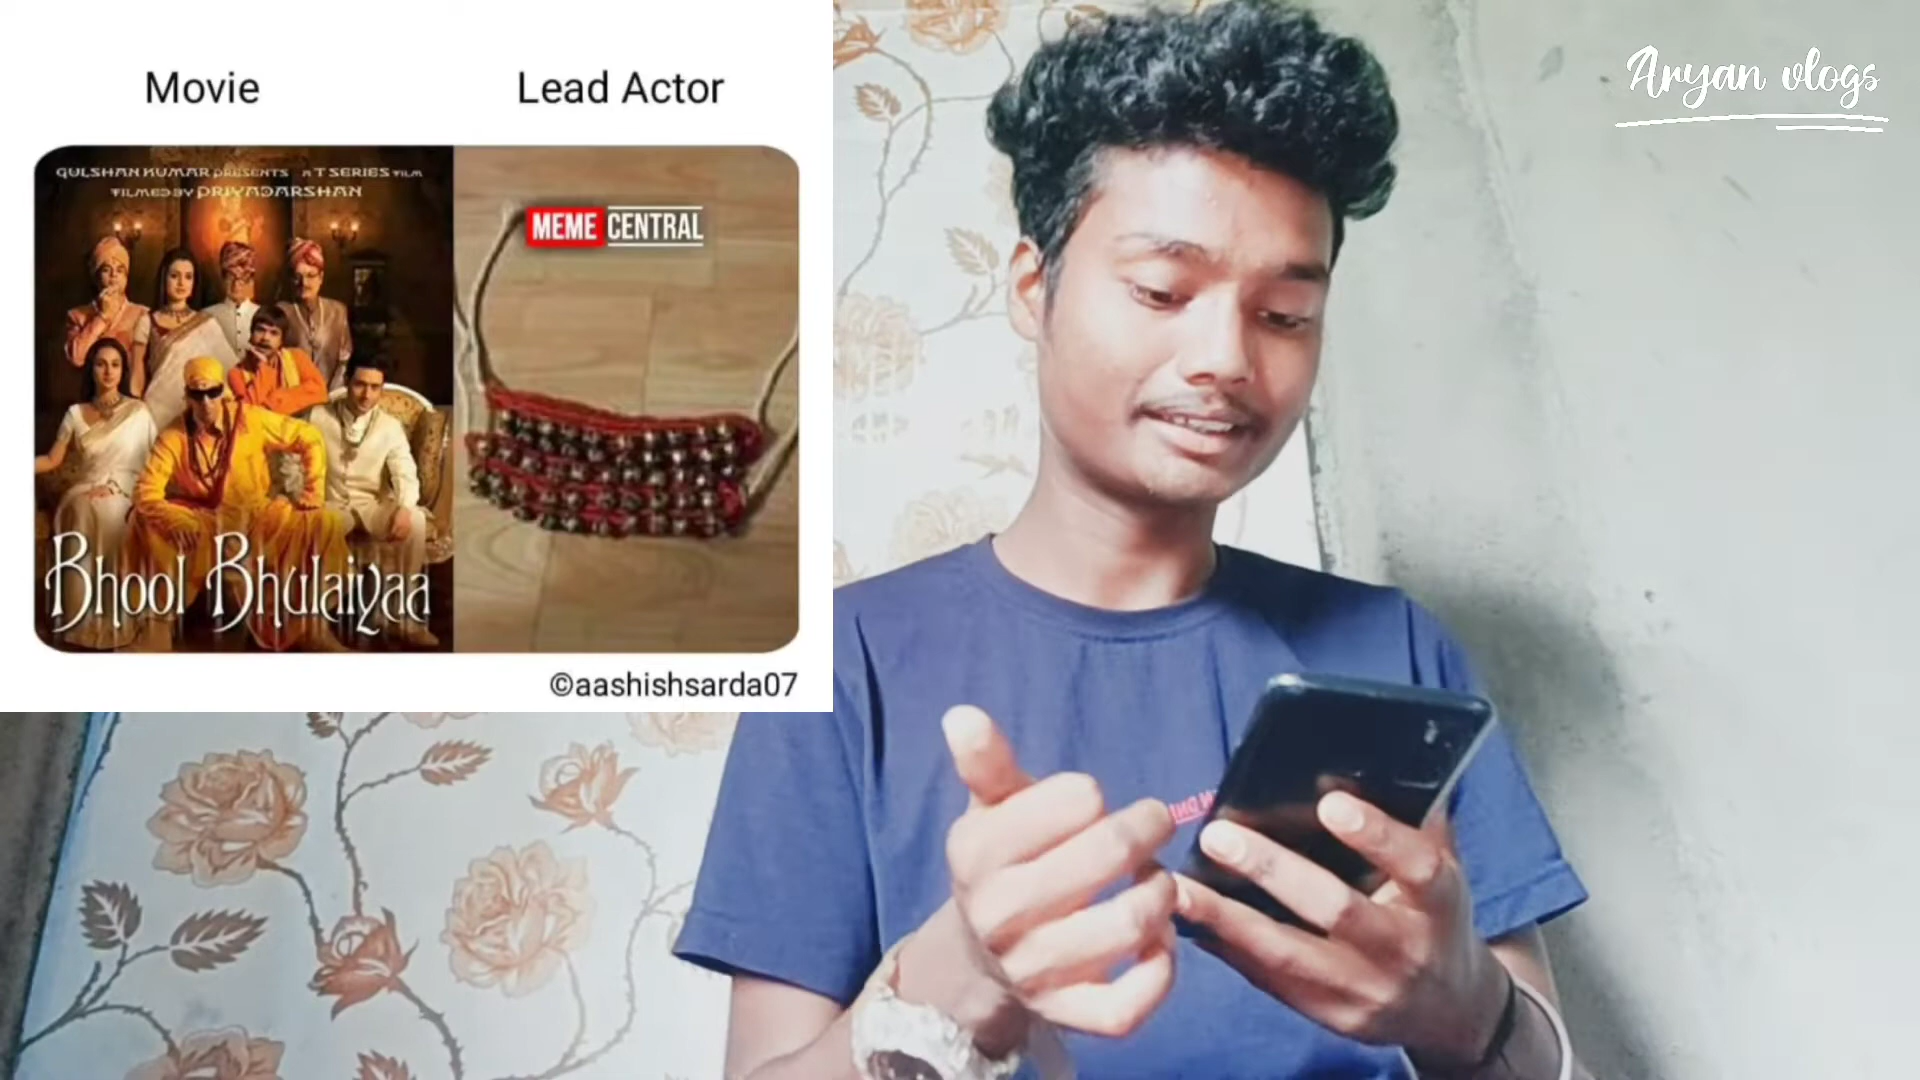 Movie
Lead Actor
GULSHAN KUMAR PRESENTS A T SERIES FILM
FILMED BY PRIYADARSHAN
MEME CENTRAL
Bhool Bhulaiyaa
©aashishsarda07
Aryan vlogs